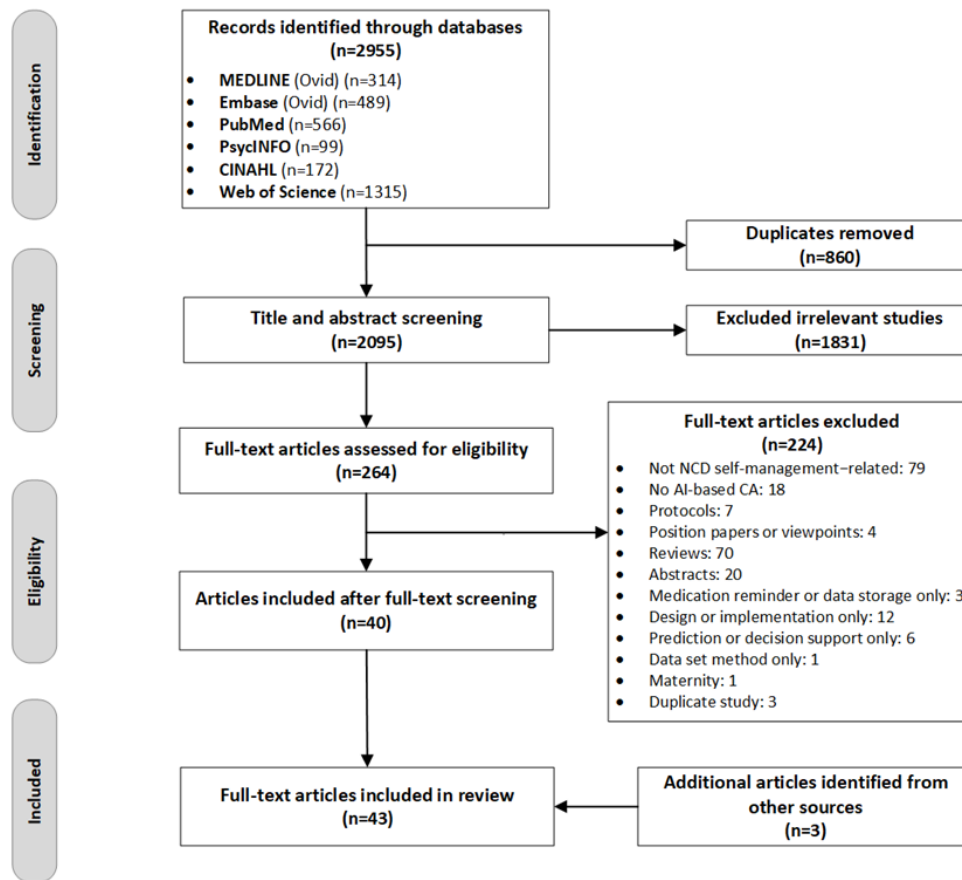 Identification
Records identified through databases
(n=2955)
• MEDLINE (Ovid) (n=314)
• Embase (Ovid) (n=489)
• PubMed (n=566)
• PsycINFO (n=99)
• CINAHL (n=172)
• Web of Science (n=1315)
Duplicates removed
(n=860)
Screening
Title and abstract screening
(n=2095)
Excluded irrelevant studies
(n=1831)
Full-text articles assessed for eligibility
(n=264)
Full-text articles excluded
(n=224)
• Not NCD self-management−related: 79
• No AI-based CA: 18
• Protocols: 7
• Position papers or viewpoints: 4
• Reviews: 70
• Abstracts: 20
• Medication reminder or data storage only: 3
• Design or implementation only: 12
• Prediction or decision support only: 6
• Data set method only: 1
• Maternity: 1
• Duplicate study: 3
Eligibility
Articles included after full-text screening
(n=40)
Included
Full-text articles included in review
(n=43)
Additional articles identified from
other sources
(n=3)